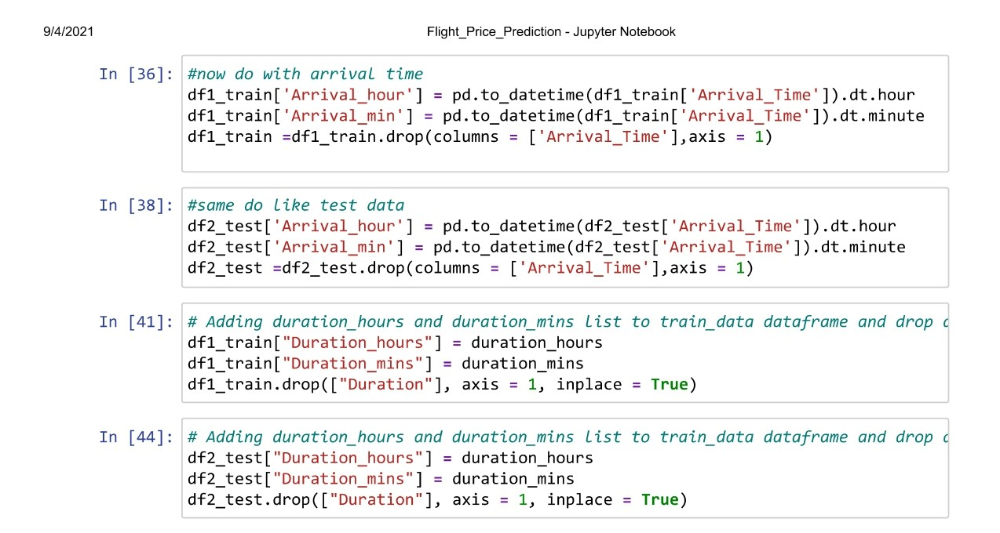 9/4/2021 Flight_Price_Prediction - Jupyter Notebook
In [36]: #now do with arrival time
df1_train['Arrival_hour'] = pd.to_datetime(df1_train['Arrival_Time']).dt.hour
df1_train['Arrival_min'] = pd.to_datetime(df1_train['Arrival_Time']).dt.minute
df1_train =df1_train.drop(columns = ['Arrival_Time'],axis = 1)
In [38]: #same do like test data
df2_test['Arrival_hour'] = pd.to_datetime(df2_test['Arrival_Time']).dt.hour
df2_test['Arrival_min'] = pd.to_datetime(df2_test['Arrival_Time']).dt.minute
df2_test =df2_test.drop(columns = ['Arrival_Time'],axis = 1)
In [41]: # Adding duration_hours and duration_mins list to train_data dataframe and drop
df1_train["Duration_hours"] = duration_hours
df1_train["Duration_mins"] = duration_mins
df1_train.drop(["Duration"], axis = 1, inplace = True)
In [44]: # Adding duration_hours and duration_mins list to train_data dataframe and drop
df2_test["Duration_hours"] = duration_hours
df2_test["Duration_mins"] = duration_mins
df2_test.drop(["Duration"], axis = 1, inplace = True)